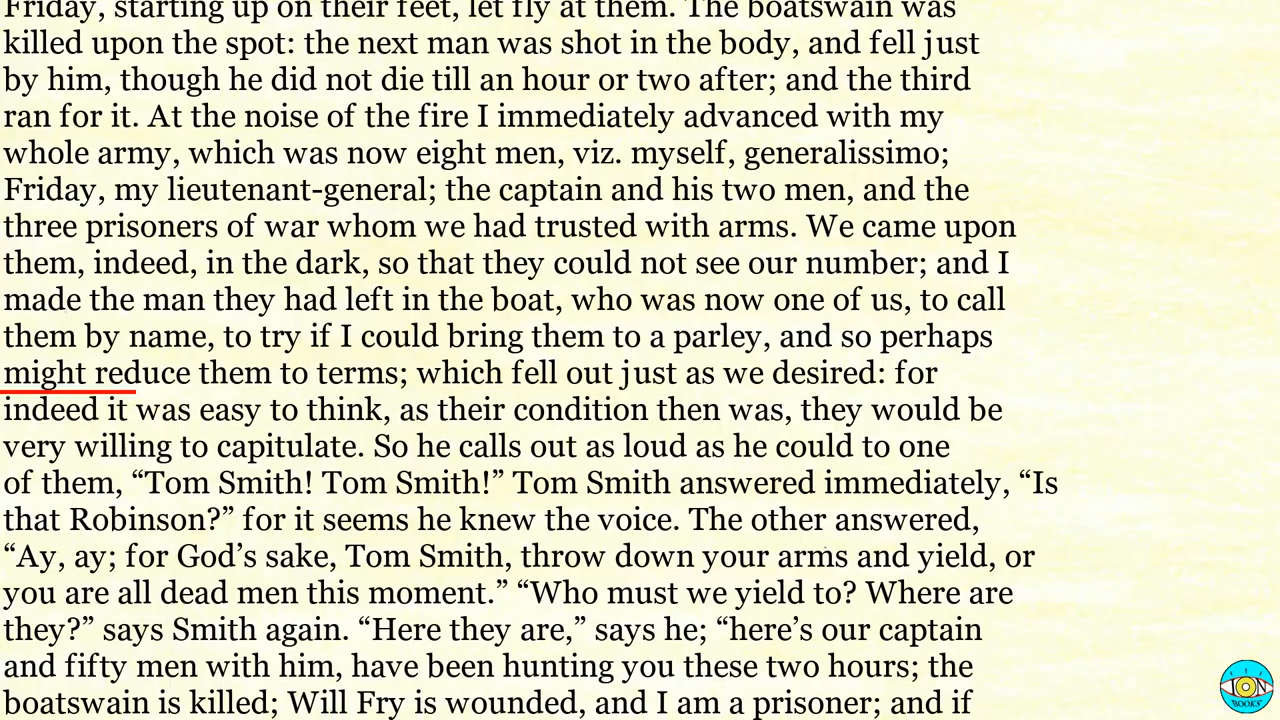 Friday, starting up on their feet, let fly at them. The boatswain was
killed upon the spot: the next man was shot in the body, and fell just
by him, though he did not die till an hour or two after; and the third
ran for it. At the noise of the fire I immediately advanced with my
whole army, which was now eight men, viz. myself, generalissimo;
Friday, my lieutenant-general; the captain and his two men, and the
three prisoners of war whom we had trusted with arms. We came upon
them, indeed, in the dark, so that they could not see our number; and I
made the man they had left in the boat, who was now one of us, to call
them by name, to try if I could bring them to a parley, and so perhaps
might reduce them to terms; which fell out just as we desired: for
indeed it was easy to think, as their condition then was, they would be
very willing to capitulate. So he calls out as loud as he could to one
of them, “Tom Smith! Tom Smith!” Tom Smith answered immediately, “Is
that Robinson?” for it seems he knew the voice. The other answered,
“Ay, ay; for God’s sake, Tom Smith, throw down your arms and yield, or
you are all dead men this moment.” “Who must we yield to? Where are
they?” says Smith again. “Here they are,” says he; “here’s our captain
and fifty men with him, have been hunting you these two hours; the
boatswain is killed; Will Fry is wounded, and I am a prisoner; and if
ION
BOOKS